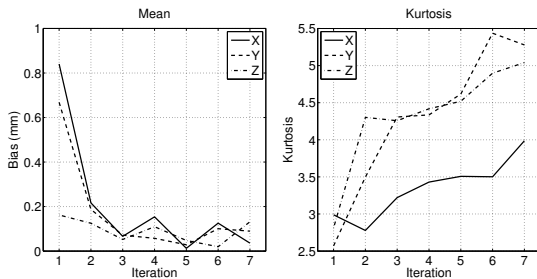 Mean
1
0.8
0.6
0.4
0.2
0
Bias (mm)
1 2 3 4 5 6 7
Iteration
X
Y
Z
Kurtosis
5.5
5
4.5
4
3.5
3
2.5
Kurtosis
1 2 3 4 5 6 7
Iteration
X
Y
Z